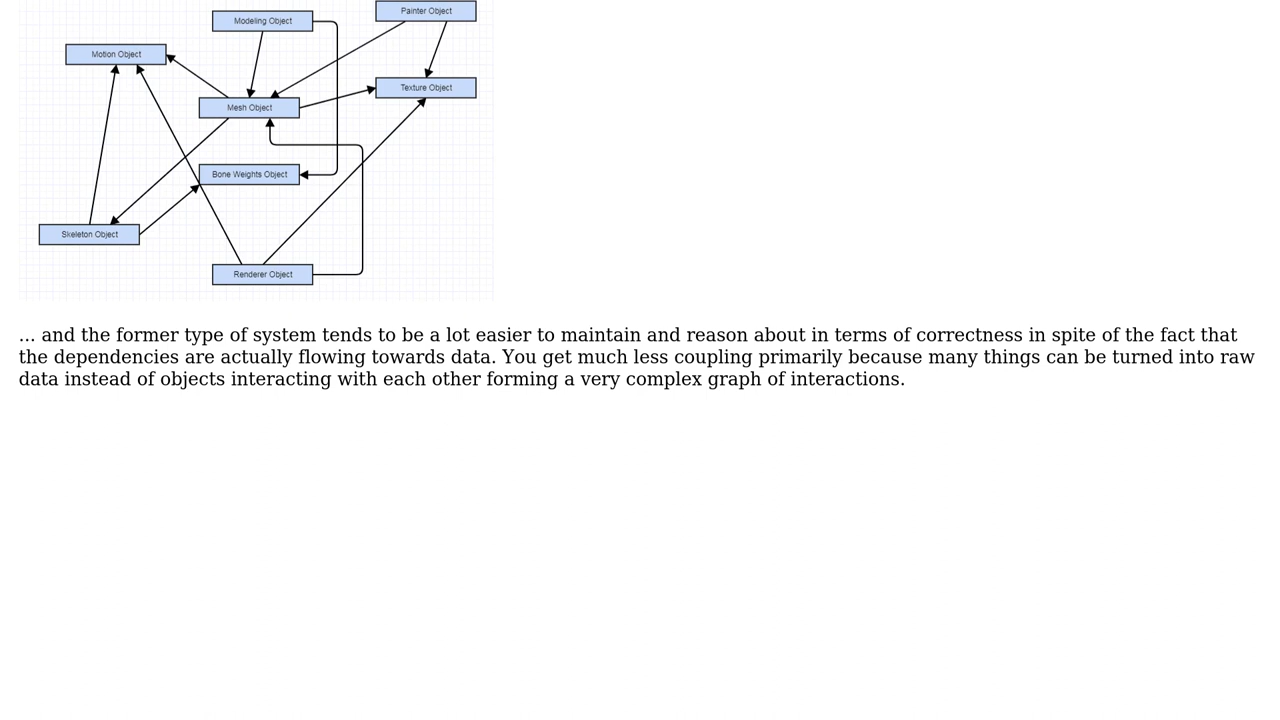 Painter Object
Modeling Object
Motion Object
Texture Object
Mesh Object
Bone Weights Object
Skeleton Object
Renderer Object
... and the former type of system tends to be a lot easier to maintain and reason about in terms of correctness in spite of the fact that
the dependencies are actually flowing towards data. You get much less coupling primarily because many things can be turned into raw
data instead of objects interacting with each other forming a very complex graph of interactions.